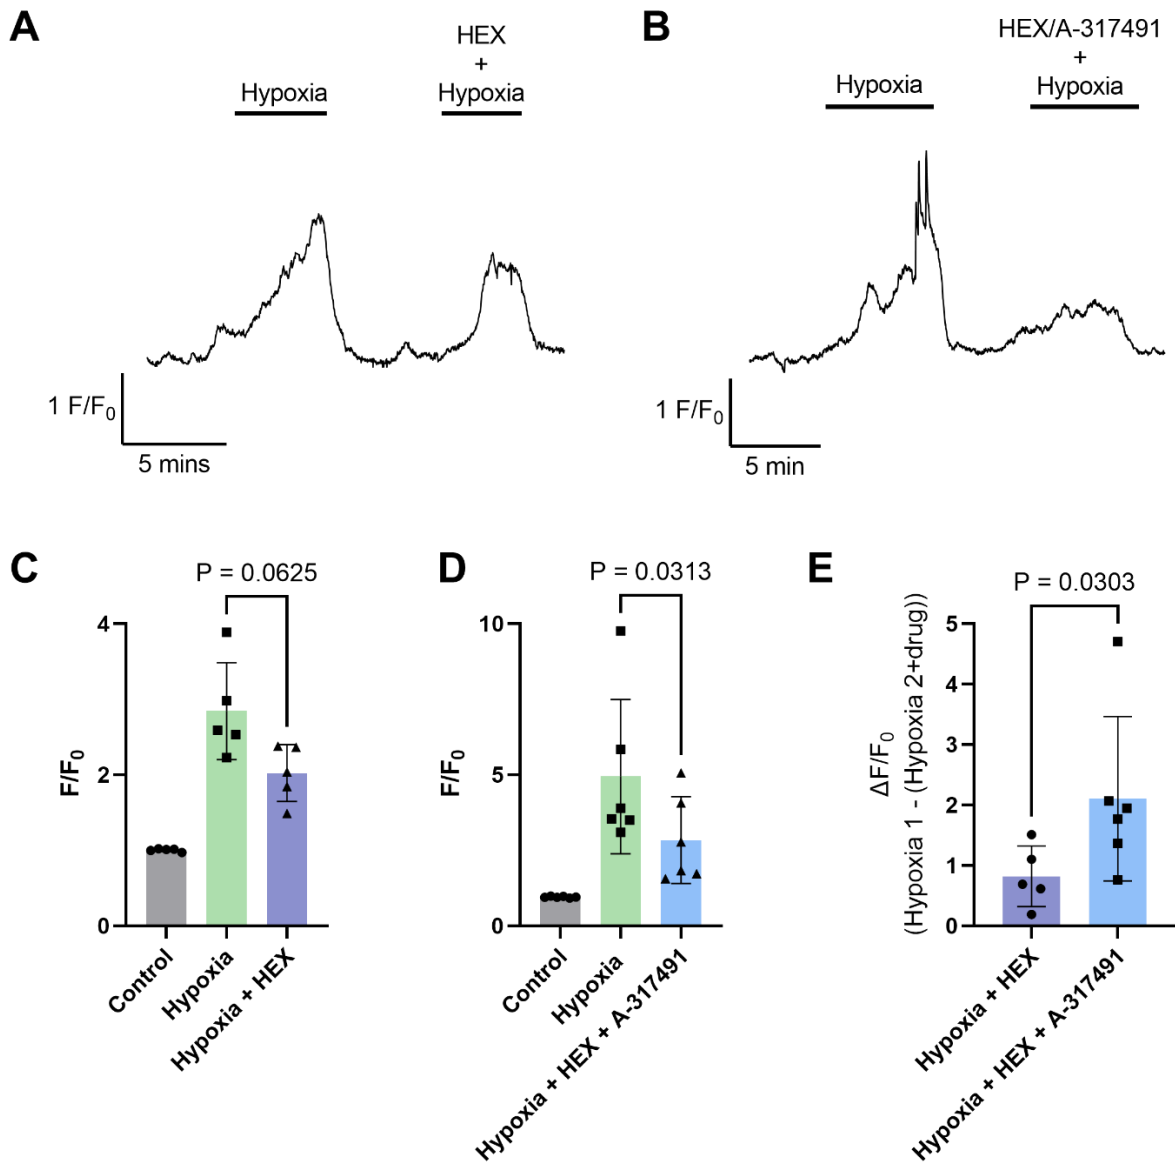 A
HEX
+
Hypoxia
Hypoxia
1 F/F₀
5 mins
B
HEX/A-317491
+
Hypoxia
Hypoxia
1 F/F₀
5 min
C
P = 0.0625
4
2
0
F/F₀
Control
Hypoxia
Hypoxia + HEX
D
P = 0.0313
10
5
0
F/F₀
Control
Hypoxia
Hypoxia + HEX + A-317491
E
P = 0.0303
5
4
3
2
1
0
ΔF/F₀
(Hypoxia 1 - (Hypoxia 2+drug))
Hypoxia + HEX
Hypoxia + HEX + A-317491